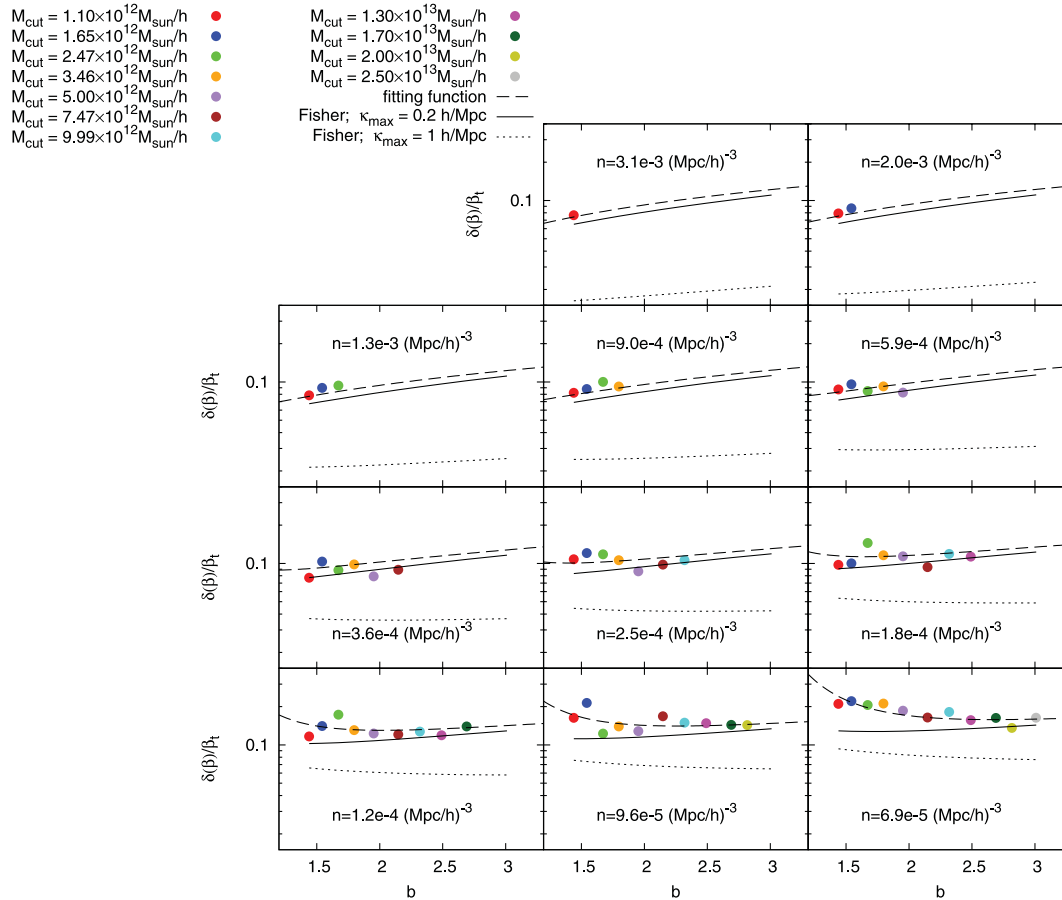 M_cut = 1.10×10^12 M_sun/h
M_cut = 1.65×10^12 M_sun/h
M_cut = 2.47×10^12 M_sun/h
M_cut = 3.46×10^12 M_sun/h
M_cut = 5.00×10^12 M_sun/h
M_cut = 7.47×10^12 M_sun/h
M_cut = 9.99×10^12 M_sun/h
M_cut = 1.30×10^13 M_sun/h
M_cut = 1.70×10^13 M_sun/h
M_cut = 2.00×10^13 M_sun/h
M_cut = 2.50×10^13 M_sun/h
fitting function
Fisher; κ_max = 0.2 h/Mpc
Fisher; κ_max = 1 h/Mpc
n=3.1e-3 (Mpc/h)^-3
n=2.0e-3 (Mpc/h)^-3
0.1
δ(β)/β_t
n=1.3e-3 (Mpc/h)^-3
n=9.0e-4 (Mpc/h)^-3
n=5.9e-4 (Mpc/h)^-3
0.1
δ(β)/β_t
0.1
δ(β)/β_t
n=3.6e-4 (Mpc/h)^-3
n=2.5e-4 (Mpc/h)^-3
n=1.8e-4 (Mpc/h)^-3
0.1
δ(β)/β_t
n=1.2e-4 (Mpc/h)^-3
n=9.6e-5 (Mpc/h)^-3
n=6.9e-5 (Mpc/h)^-3
1.5 2 2.5 3
1.5 2 2.5 3
1.5 2 2.5 3
b
b
b